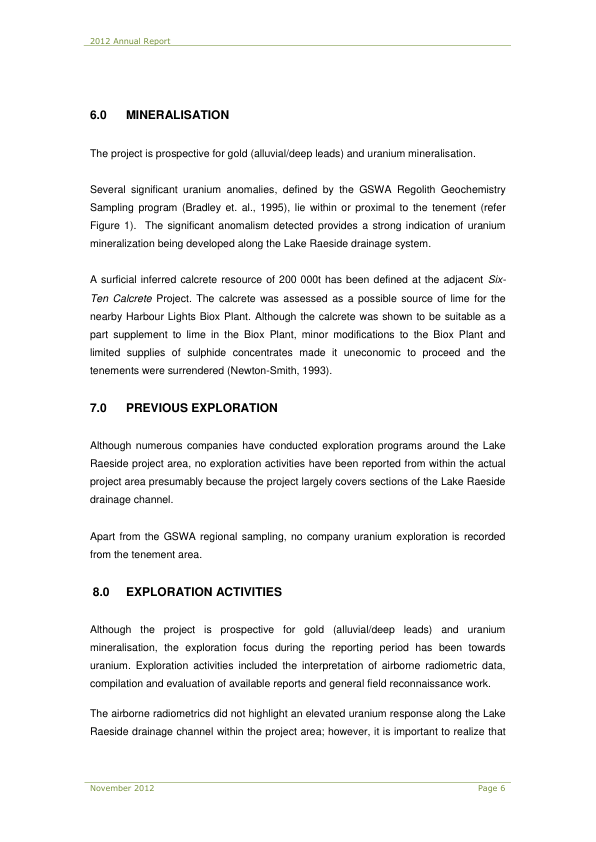 2012 Annual Report
6.0 MINERALISATION
The project is prospective for gold (alluvial/deep leads) and uranium mineralisation.
Several significant uranium anomalies, defined by the GSWA Regolith Geochemistry
Sampling program (Bradley et. al., 1995), lie within or proximal to the tenement (refer
Figure 1). The significant anomalism detected provides a strong indication of uranium
mineralization being developed along the Lake Raeside drainage system.
A surficial inferred calcrete resource of 200 000t has been defined at the adjacent Six-
Ten Calcrete Project. The calcrete was assessed as a possible source of lime for the
nearby Harbour Lights Biox Plant. Although the calcrete was shown to be suitable as a
part supplement to lime in the Biox Plant, minor modifications to the Biox Plant and
limited supplies of sulphide concentrates made it uneconomic to proceed and the
tenements were surrendered (Newton-Smith, 1993).
7.0 PREVIOUS EXPLORATION
Although numerous companies have conducted exploration programs around the Lake
Raeside project area, no exploration activities have been reported from within the actual
project area presumably because the project largely covers sections of the Lake Raeside
drainage channel.
Apart from the GSWA regional sampling, no company uranium exploration is recorded
from the tenement area.
8.0 EXPLORATION ACTIVITIES
Although the project is prospective for gold (alluvial/deep leads) and uranium
mineralisation, the exploration focus during the reporting period has been towards
uranium. Exploration activities included the interpretation of airborne radiometric data,
compilation and evaluation of available reports and general field reconnaissance work.
The airborne radiometrics did not highlight an elevated uranium response along the Lake
Raeside drainage channel within the project area; however, it is important to realize that
November 2012 Page 6